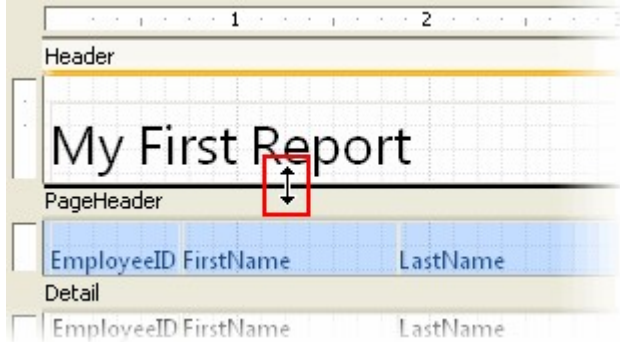 1 2
Header
My First Report
PageHeader
EmployeeID FirstName LastName
Detail
EmployeeID FirstName LastName